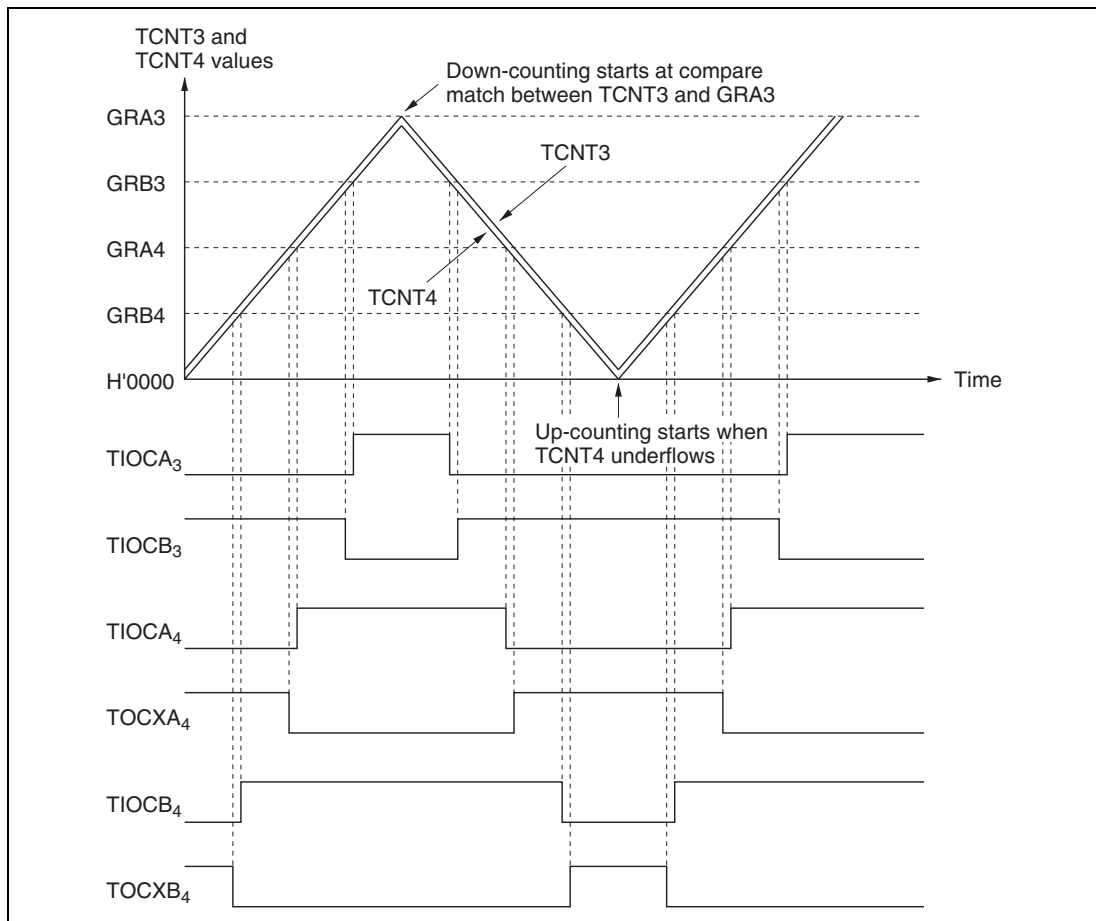 TCNT3 and
TCNT4 values
Down-counting starts at compare
match between TCNT3 and GRA3
GRA3
TCNT3
GRB3
GRA4
TCNT4
GRB4
H'0000
Time
Up-counting starts when
TCNT4 underflows
TIOCA3
TIOCB3
TIOCA4
TOCXA4
TIOCB4
TOCXB4